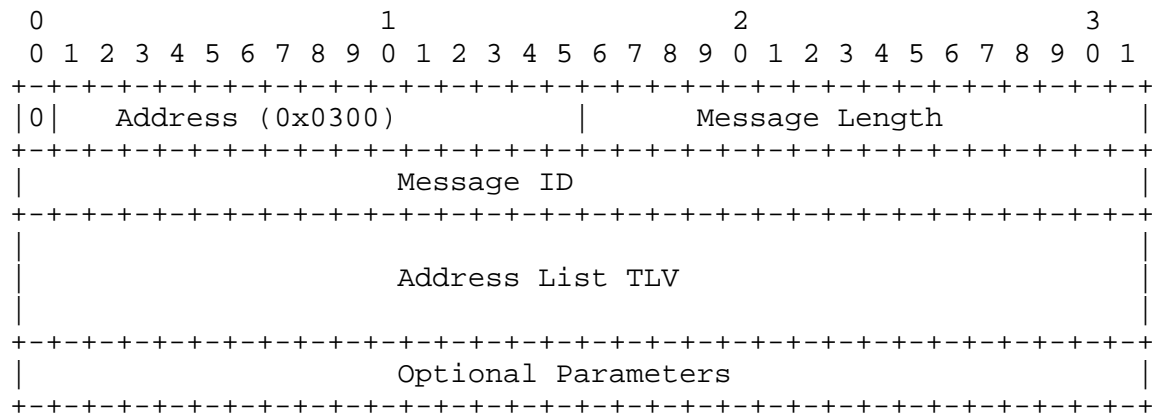 0                   1                   2                   3
 0 1 2 3 4 5 6 7 8 9 0 1 2 3 4 5 6 7 8 9 0 1 2 3 4 5 6 7 8 9 0 1
+-+-+-+-+-+-+-+-+-+-+-+-+-+-+-+-+-+-+-+-+-+-+-+-+-+-+-+-+-+-+-+-+
|0|   Address (0x0300)          |      Message Length           |
+-+-+-+-+-+-+-+-+-+-+-+-+-+-+-+-+-+-+-+-+-+-+-+-+-+-+-+-+-+-+-+-+
|                     Message ID                                |
+-+-+-+-+-+-+-+-+-+-+-+-+-+-+-+-+-+-+-+-+-+-+-+-+-+-+-+-+-+-+-+-+
|                                                               |
|                     Address List TLV                          |
|                                                               |
+-+-+-+-+-+-+-+-+-+-+-+-+-+-+-+-+-+-+-+-+-+-+-+-+-+-+-+-+-+-+-+-+
|                     Optional Parameters                       |
+-+-+-+-+-+-+-+-+-+-+-+-+-+-+-+-+-+-+-+-+-+-+-+-+-+-+-+-+-+-+-+-+